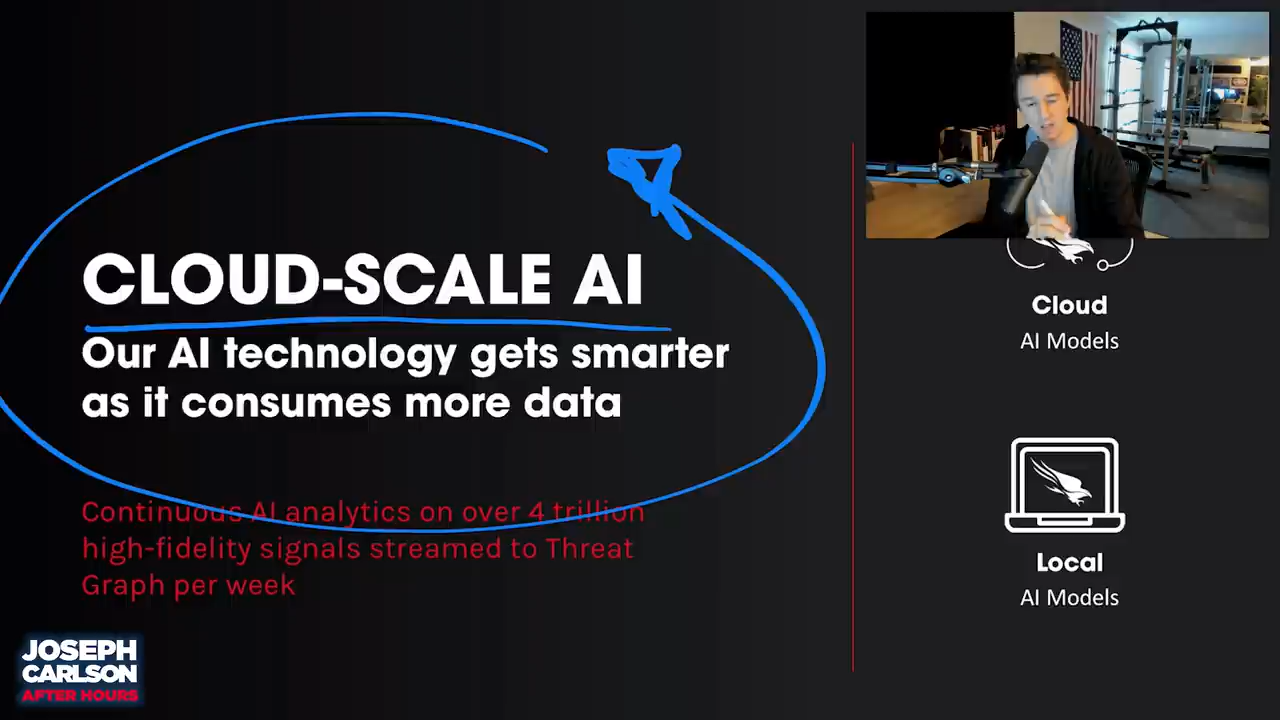 CLOUD-SCALE AI
Our AI technology gets smarter
as it consumes more data
Continuous AI analytics on over 4 trillion
high-fidelity signals streamed to Threat
Graph per week
Cloud
AI Models
Local
AI Models
JOSEPH
CARLSON
AFTER HOURS